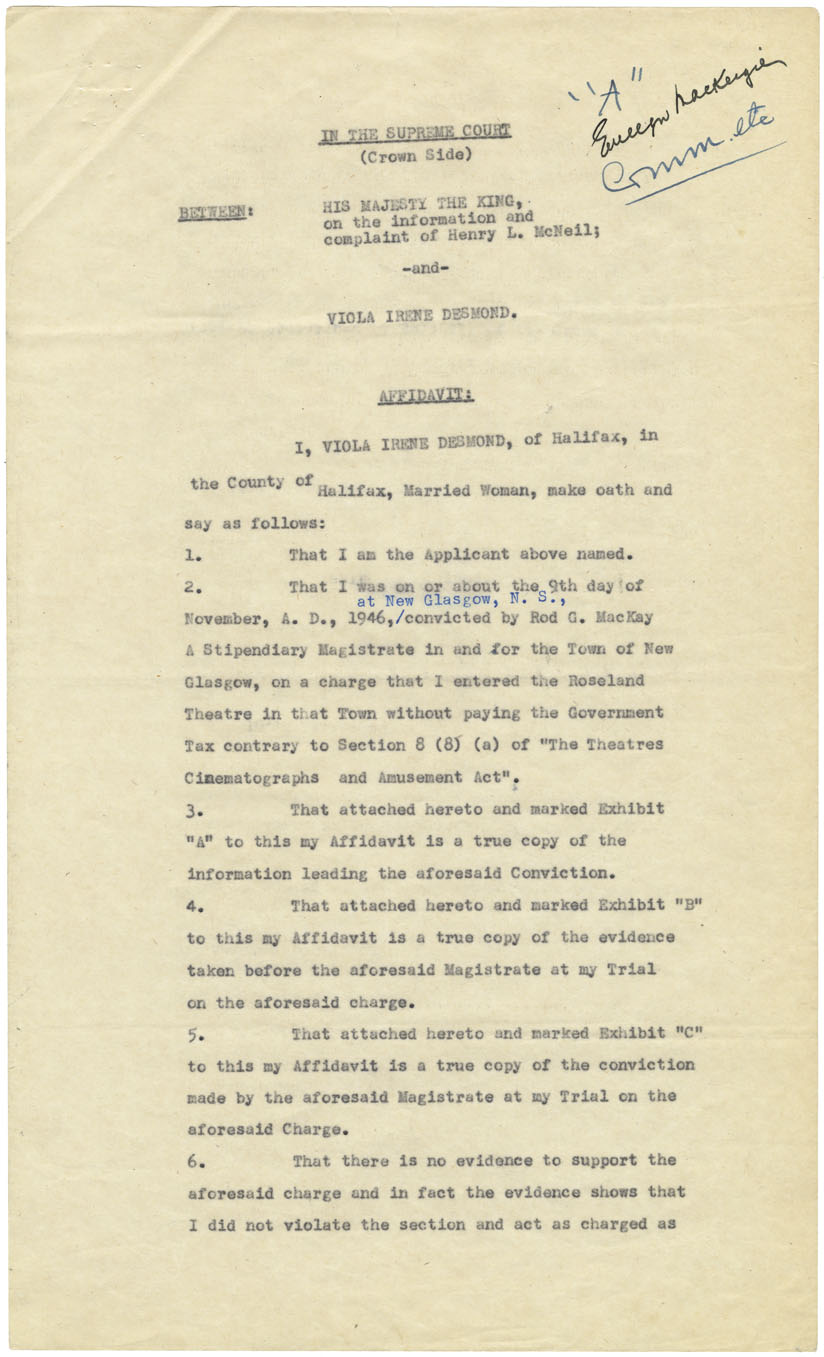 "A"
Evelyn MacKenzie
Comm. etc
IN THE SUPREME COURT
(Crown Side)
BETWEEN:
HIS MAJESTY THE KING,
on the information and
complaint of Henry L. McNeil;
-and-
VIOLA IRENE DESMOND.
AFFIDAVIT:
I, VIOLA IRENE DESMOND, of Halifax, in
the County of Halifax, Married Woman, make oath and
say as follows:
1. That I am the Applicant above named.
2. That I was on or about the 9th day of
at New Glasgow, N. S.,
November, A. D., 1946,/convicted by Rod G. MacKay
A Stipendiary Magistrate in and for the Town of New
Glasgow, on a charge that I entered the Roseland
Theatre in that Town without paying the Government
Tax contrary to Section 8 (8) (a) of "The Theatres
Cinematographs and Amusement Act".
3. That attached hereto and marked Exhibit
"A" to this my Affidavit is a true copy of the
information leading the aforesaid Conviction.
4. That attached hereto and marked Exhibit "B"
to this my Affidavit is a true copy of the evidence
taken before the aforesaid Magistrate at my Trial
on the aforesaid charge.
5. That attached hereto and marked Exhibit "C"
to this my Affidavit is a true copy of the conviction
made by the aforesaid Magistrate at my Trial on the
aforesaid Charge.
6. That there is no evidence to support the
aforesaid charge and in fact the evidence shows that
I did not violate the section and act as charged as